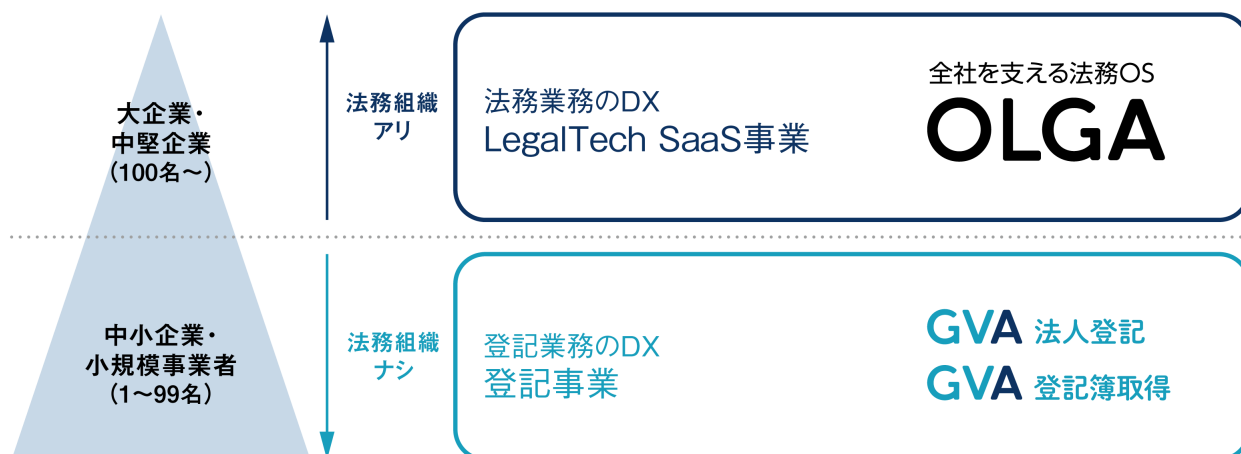 大企業・
中堅企業
（100名～）
法務組織
アリ
法務業務のDX
LegalTech SaaS事業
全社を支える法務OS
OLGA
中小企業・
小規模事業者
（1～99名）
法務組織
ナシ
登記業務のDX
登記事業
GVA 法人登記
GVA 登記簿取得